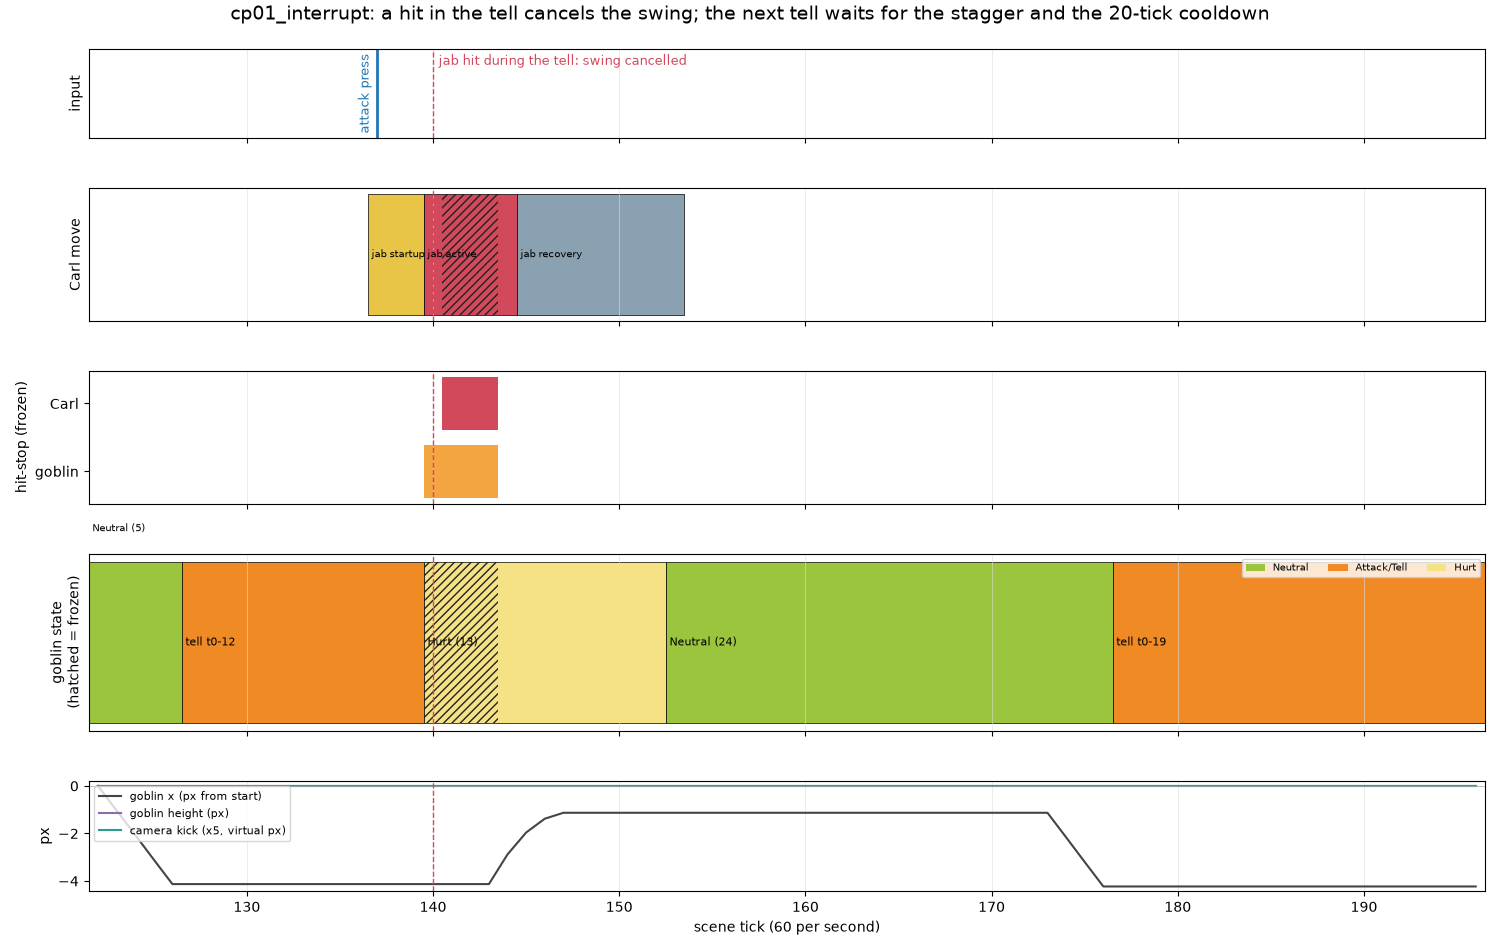 cp01_interrupt: a hit in the tell cancels the swing; the next tell waits for the stagger and the 20-tick cooldown
input
attack press
jab hit during the tell: swing cancelled
Carl move
jab startup
jab active
jab recovery
hit-stop (frozen)
Carl
goblin
Neutral (5)
goblin state
(hatched = frozen)
tell t0-12
Hurt (13)
Neutral (24)
tell t0-19
Neutral
Attack/Tell
Hurt
px
0
−2
−4
goblin x (px from start)
goblin height (px)
camera kick (x5, virtual px)
130
140
150
160
170
180
190
scene tick (60 per second)